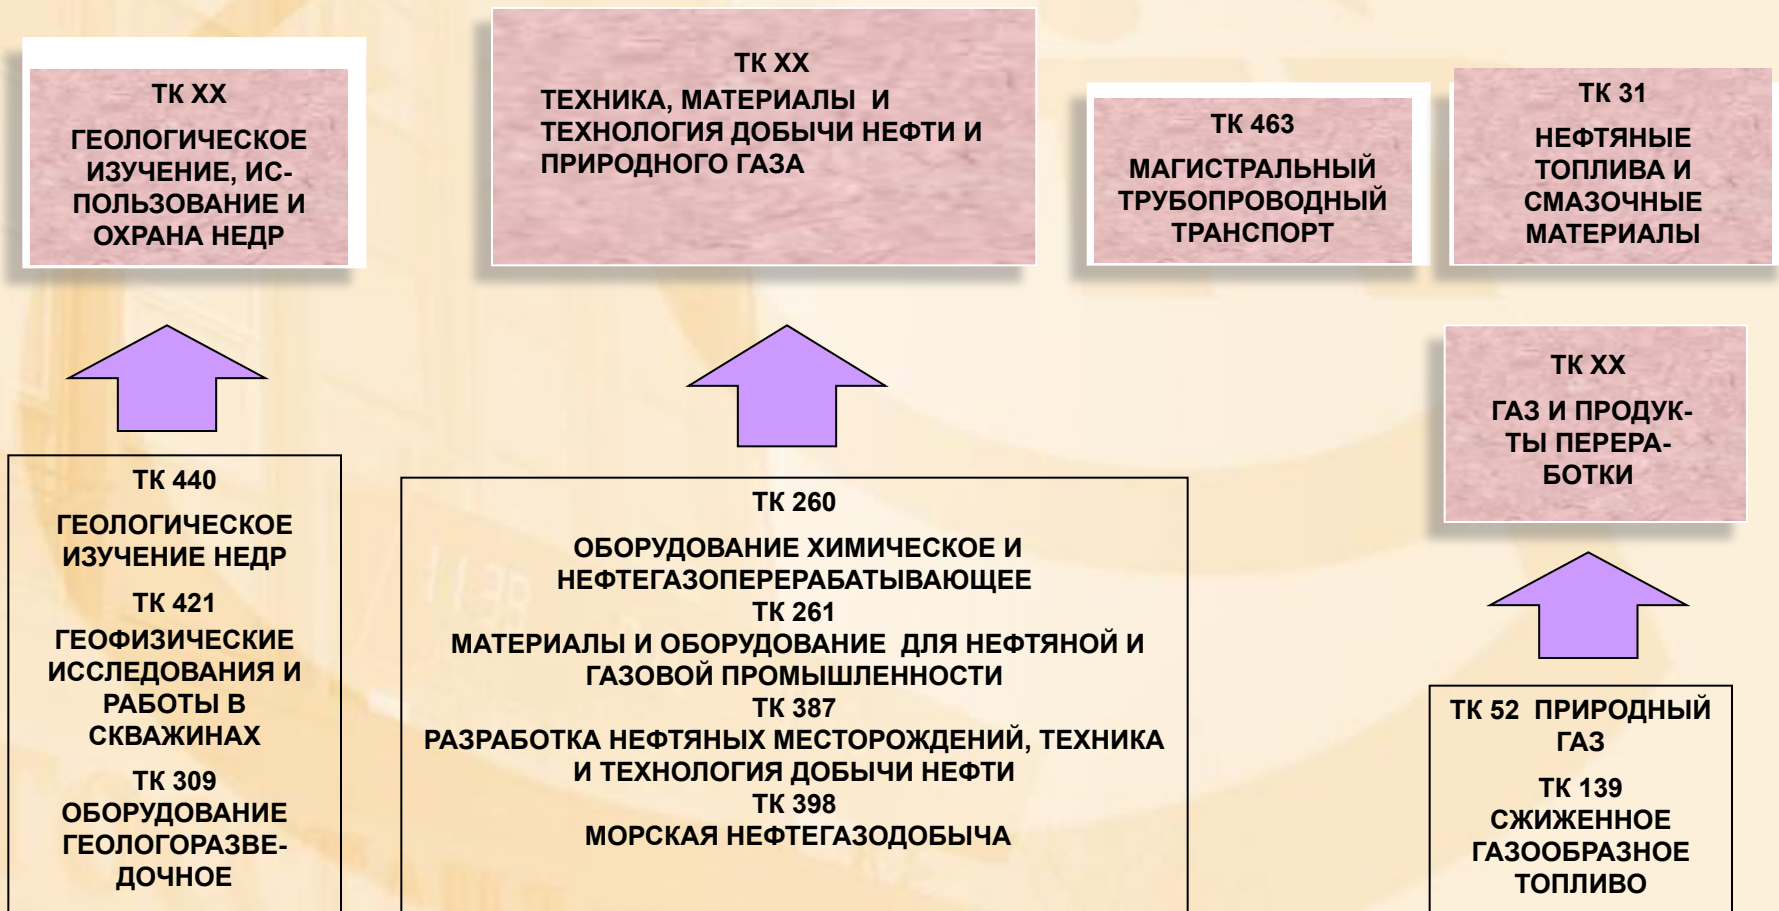 ТК ХХ
ГЕОЛОГИЧЕСКОЕ
ИЗУЧЕНИЕ, ИС-
ПОЛЬЗОВАНИЕ И
ОХРАНА НЕДР
ТК ХХ
ТЕХНИКА, МАТЕРИАЛЫ И
ТЕХНОЛОГИЯ ДОБЫЧИ НЕФТИ И
ПРИРОДНОГО ГАЗА
ТК 463
МАГИСТРАЛЬНЫЙ
ТРУБОПРОВОДНЫЙ
ТРАНСПОРТ
ТК 31
НЕФТЯНЫЕ
ТОПЛИВА И
СМАЗОЧНЫЕ
МАТЕРИАЛЫ
ТК ХХ
ГАЗ И ПРОДУК-
ТЫ ПЕРЕРА-
БОТКИ
ТК 440
ГЕОЛОГИЧЕСКОЕ
ИЗУЧЕНИЕ НЕДР
ТК 421
ГЕОФИЗИЧЕСКИЕ
ИССЛЕДОВАНИЯ И
РАБОТЫ В
СКВАЖИНАХ
ТК 309
ОБОРУДОВАНИЕ
ГЕОЛОГОРАЗВЕ-
ДОЧНОЕ
ТК 260
ОБОРУДОВАНИЕ ХИМИЧЕСКОЕ И
НЕФТЕГАЗОПЕРЕРАБАТЫВАЮЩЕЕ
ТК 261
МАТЕРИАЛЫ И ОБОРУДОВАНИЕ ДЛЯ НЕФТЯНОЙ И
ГАЗОВОЙ ПРОМЫШЛЕННОСТИ
ТК 387
РАЗРАБОТКА НЕФТЯНЫХ МЕСТОРОЖДЕНИЙ, ТЕХНИКА
И ТЕХНОЛОГИЯ ДОБЫЧИ НЕФТИ
ТК 398
МОРСКАЯ НЕФТЕГАЗОДОБЫЧА
ТК 52 ПРИРОДНЫЙ
ГАЗ
ТК 139
СЖИЖЕННОЕ
ГАЗООБРАЗНОЕ
ТОПЛИВО